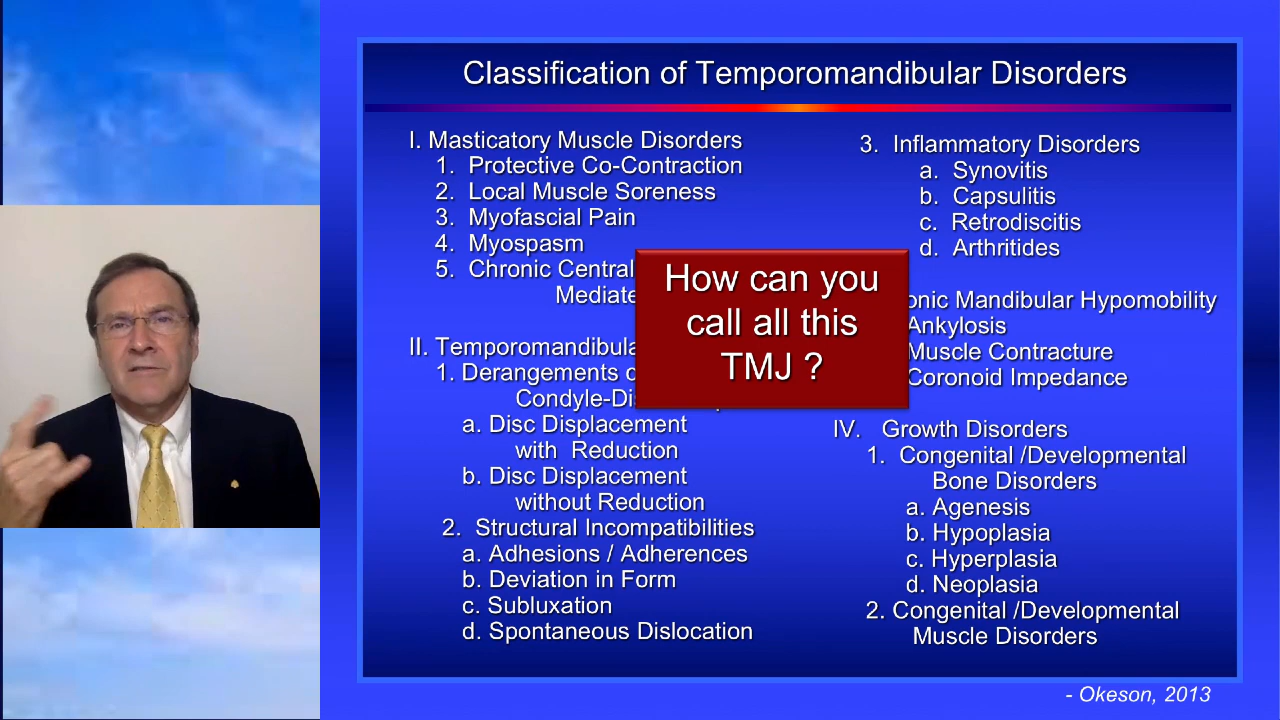 Classification of Temporomandibular Disorders
I. Masticatory Muscle Disorders
1. Protective Co-Contraction
2. Local Muscle Soreness
3. Myofascial Pain
4. Myospasm
5. Chronic Central
Mediate
II. Temporomandibula
1. Derangements
Condyle-Dis
a. Disc Displacement
with Reduction
b. Disc Displacement
without Reduction
2. Structural Incompatibilities
a. Adhesions / Adherences
b. Deviation in Form
c. Subluxation
d. Spontaneous Dislocation
How can you
call all this
TMJ ?
3. Inflammatory Disorders
a. Synovitis
b. Capsulitis
c. Retrodiscitis
d. Arthritides
onic Mandibular Hypomobility
Ankylosis
Muscle Contracture
Coronoid Impedance
IV. Growth Disorders
1. Congenital /Developmental
Bone Disorders
a. Agenesis
b. Hypoplasia
c. Hyperplasia
d. Neoplasia
2. Congenital /Developmental
Muscle Disorders
- Okeson, 2013